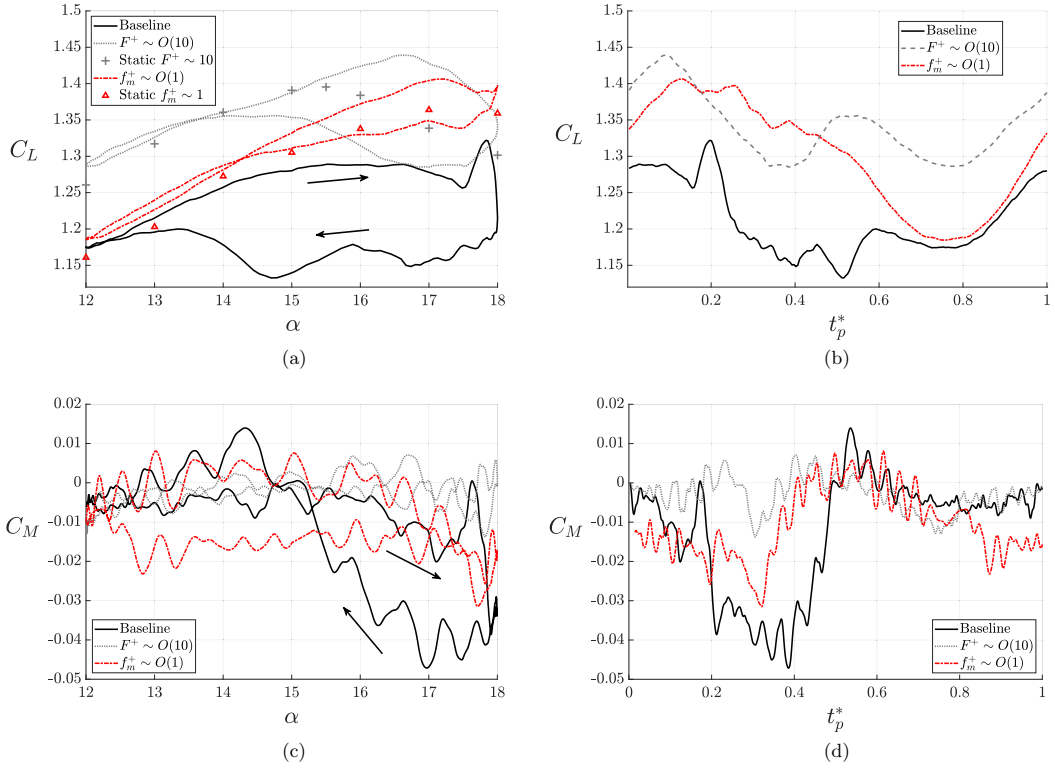 1.5
1.45
1.4
1.35
1.3
1.25
1.2
1.15
C_L
Baseline
F^+ ∼ O(10)
Static F^+ ∼ 10
f_m^+ ∼ O(1)
Static f_m^+ ∼ 1
12 13 14 15 16 17 18
α
(a)
1.5
1.45
1.4
1.35
1.3
1.25
1.2
1.15
C_L
Baseline
F^+ ∼ O(10)
f_m^+ ∼ O(1)
0.2 0.4 0.6 0.8 1
t_p^*
(b)
0.02
0.01
0
-0.01
-0.02
-0.03
-0.04
-0.05
C_M
Baseline
F^+ ∼ O(10)
f_m^+ ∼ O(1)
12 13 14 15 16 17 18
α
(c)
0.02
0.01
0
-0.01
-0.02
-0.03
-0.04
-0.05
C_M
Baseline
F^+ ∼ O(10)
f_m^+ ∼ O(1)
0 0.2 0.4 0.6 0.8 1
t_p^*
(d)